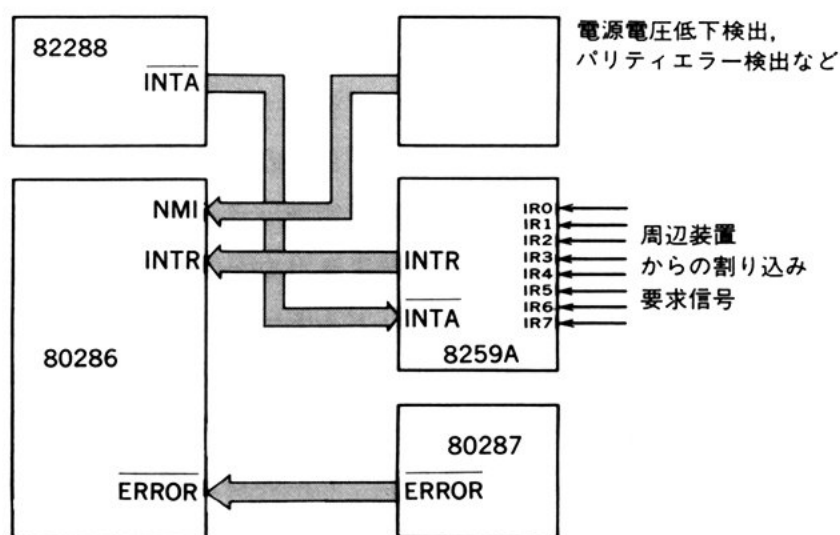 82288
INTA
電源電圧低下検出,
パリティエラー検出など
NMI
INTR
80286
ERROR
INTR
INTA
8259A
IR0
IR1
IR2
IR3
IR4
IR5
IR6
IR7
周辺装置
からの割り込み
要求信号
80287
ERROR